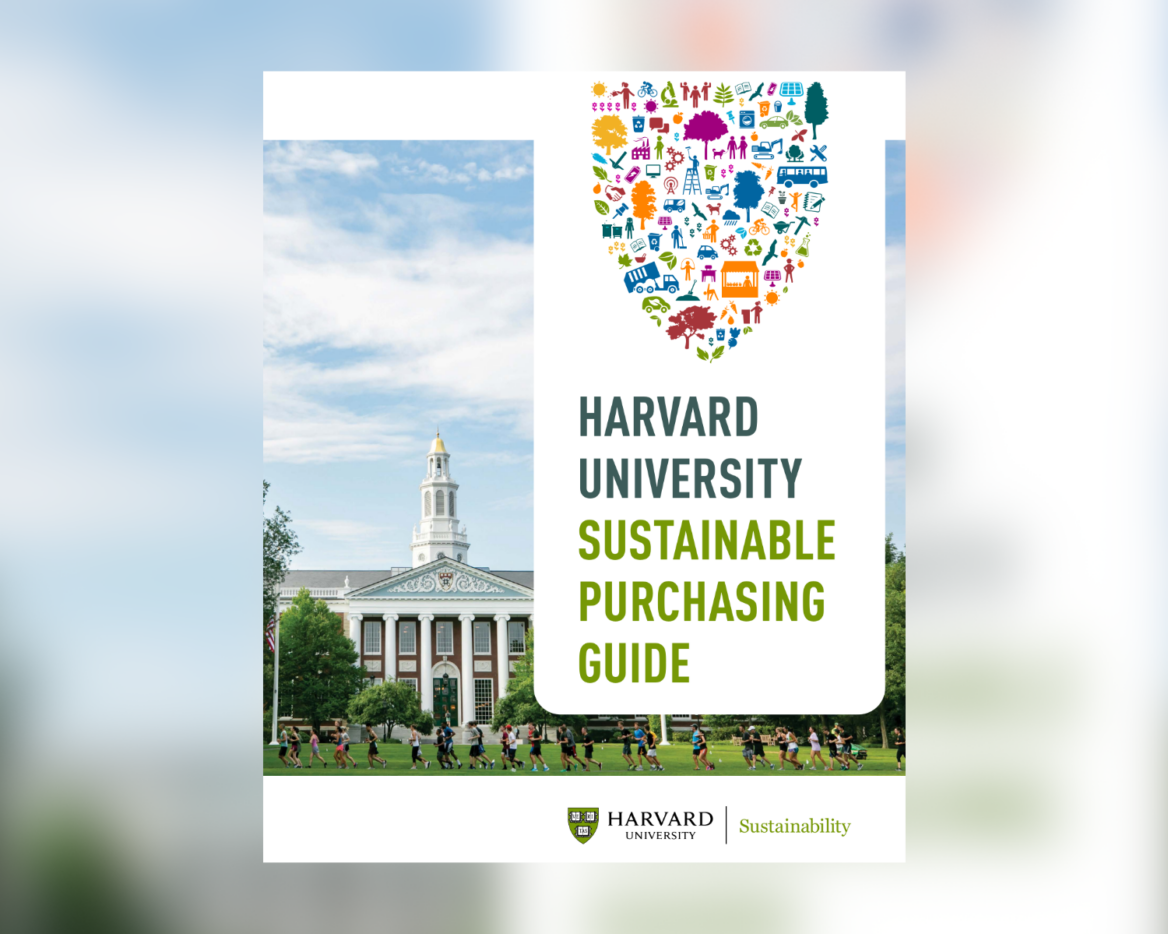 HARVARD
UNIVERSITY
SUSTAINABLE
PURCHASING
GUIDE
HARVARD
UNIVERSITY
Sustainability